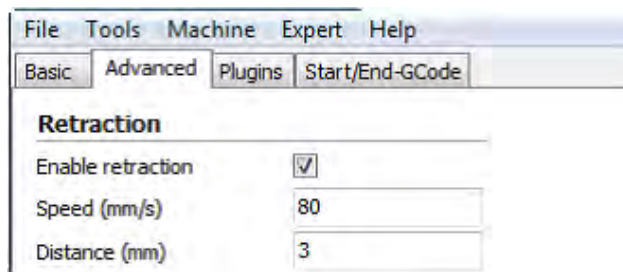 File Tools Machine Expert Help
Basic Advanced Plugins Start/End-GCode
Retraction
Enable retraction
Speed (mm/s) 80
Distance (mm) 3